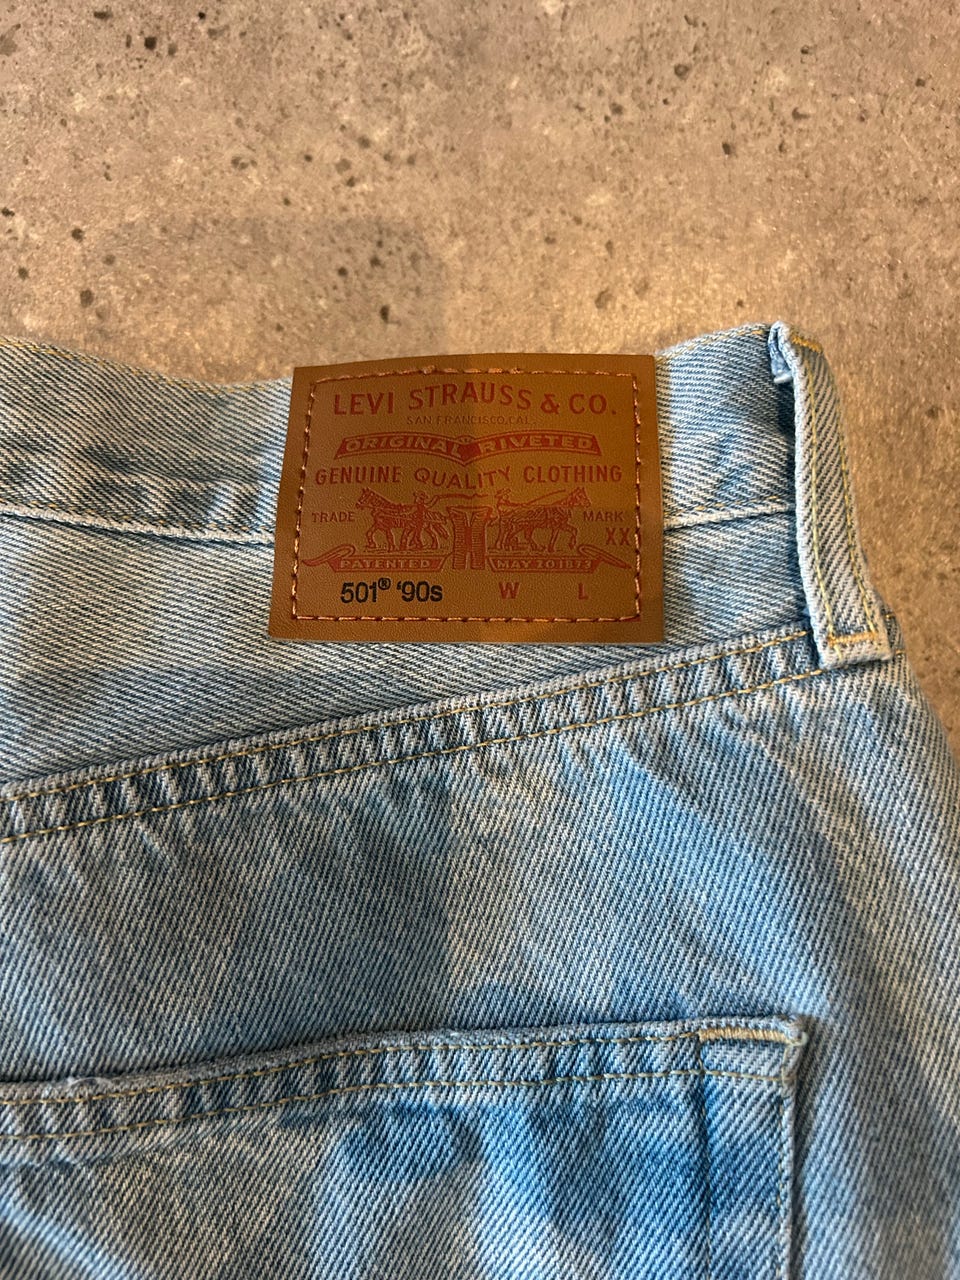 LEVI STRAUSS & CO.
SAN FRANCISCO, CAL.
ORIGINAL RIVETED
GENUINE QUALITY CLOTHING
TRADE MARK
XX
PATENTED MAY 20 1873
501® '90s W L